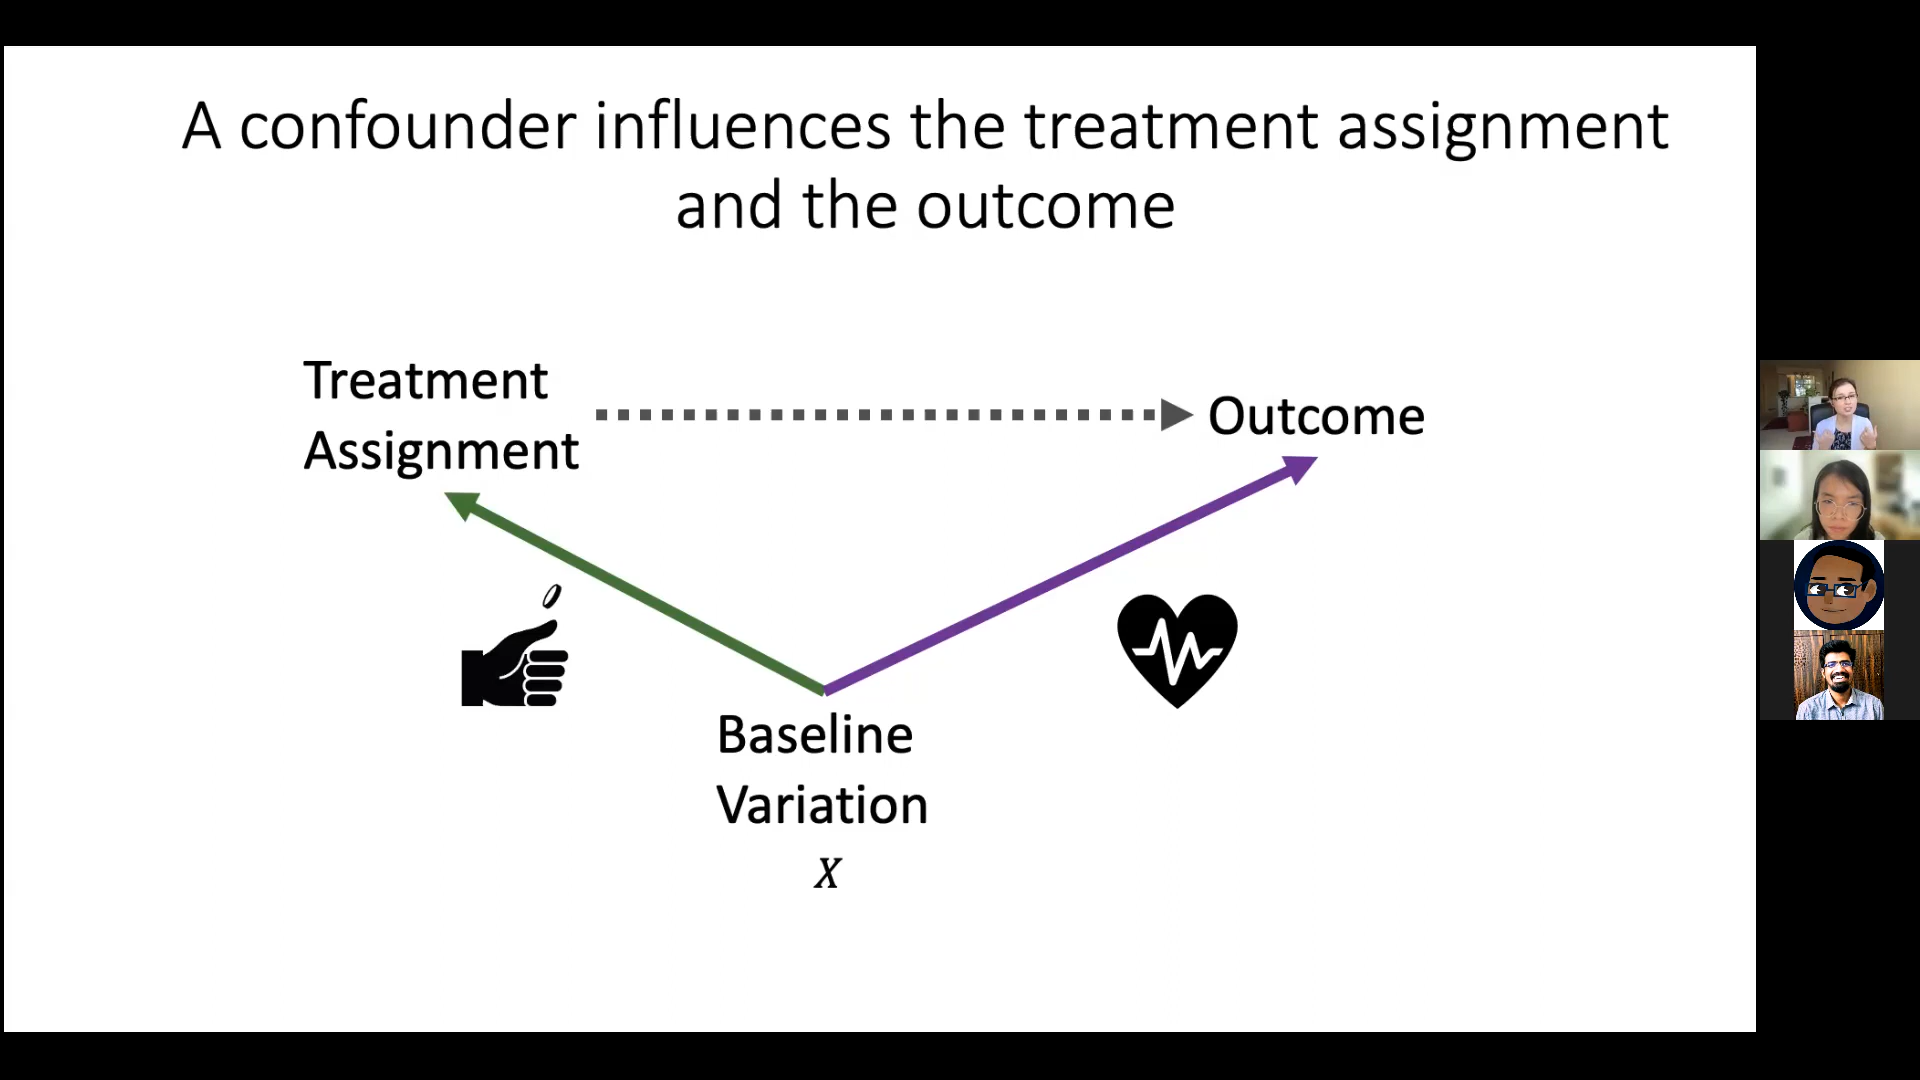 A confounder influences the treatment assignment
and the outcome
Treatment
Assignment
Outcome
Baseline
Variation
X